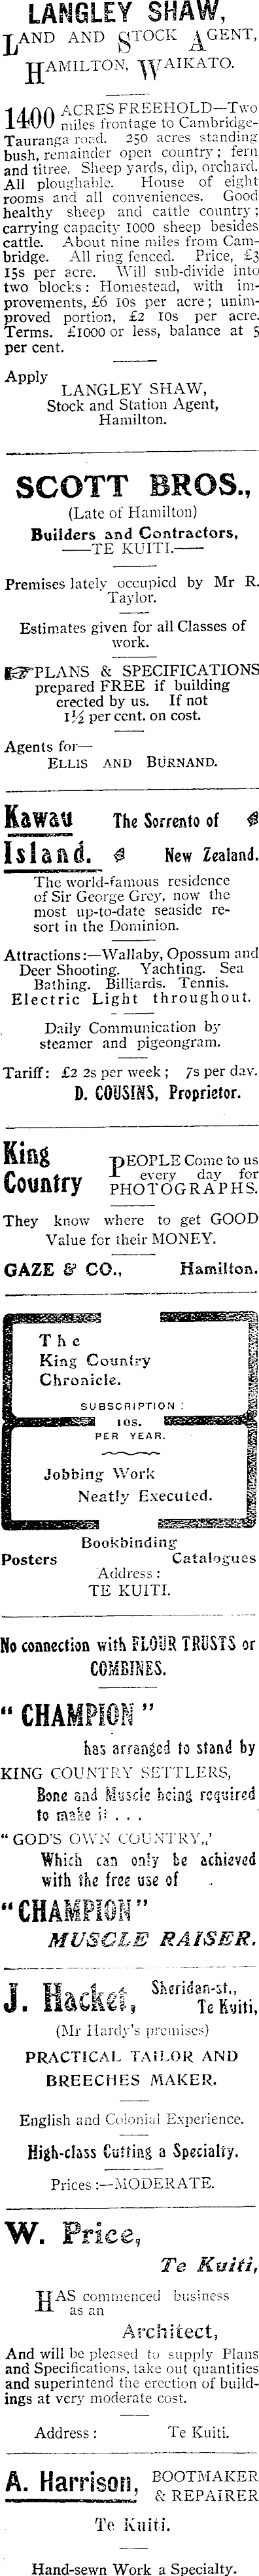 LANGLEY SHAW,
LAND AND STOCK AGENT,
HAMILTON, WAIKATO.
1400 ACRES FREEHOLD—Two
miles frontage to Cambridge-
Tauranga road. 250 acres standing
bush, remainder open country; fern
and titree. Sheep yards, dip, orchard.
All ploughable. House of eight
rooms and all conveniences. Good
healthy sheep and cattle country;
carrying capacity 1000 sheep besides
cattle. About nine miles from Cam-
bridge. All ring fenced. Price, £3
15s per acre. Will sub-divide into
two blocks: Homestead, with im-
provements, £6 10s per acre; unim-
proved portion, £2 10s per acre.
Terms. £1000 or less, balance at 5
per cent.
Apply
LANGLEY SHAW,
Stock and Station Agent,
Hamilton.
SCOTT BROS.,
(Late of Hamilton)
Builders and Contractors,
—TE KUITI.—
Premises lately occupied by Mr R.
Taylor.
Estimates given for all Classes of
work.
☞PLANS & SPECIFICATIONS
prepared FREE if building
erected by us. If not
1½ per cent. on cost.
Agents for—
ELLIS AND BURNAND.
Kawau The Sorrento of
Island. New Zealand.
The world-famous residence
of Sir George Grey, now the
most up-to-date seaside re-
sort in the Dominion.
Attractions:—Wallaby, Opossum and
Deer Shooting. Yachting. Sea
Bathing. Billiards. Tennis.
Electric Light throughout.
Daily Communication by
steamer and pigeongram.
Tariff: £2 2s per week; 7s per day.
D. COUSINS, Proprietor.
King PEOPLE Come to us
every day for
Country PHOTOGRAPHS.
They know where to get GOOD
Value for their MONEY.
GAZE & CO., Hamilton.
The
King Country
Chronicle.
SUBSCRIPTION:
10s.
PER YEAR.
Jobbing Work
Neatly Executed.
Bookbinding
Posters Catalogues
Address:
TE KUITI.
No connection with FLOUR TRUSTS or
COMBINES.
"CHAMPION"
has arranged to stand by
KING COUNTRY SETTLERS,
Bone and Muscle being required
to make it . . .
"GOD'S OWN COUNTRY,,'
Which can only be achieved
with the free use of
"CHAMPION"
MUSCLE RAISER.
J. Hacket, Sheridan-st.,
Te Kuiti,
(Mr Hardy's premises)
PRACTICAL TAILOR AND
BREECHES MAKER.
English and Colonial Experience.
High-class Cutting a Specialty.
Prices:—MODERATE.
W. Price,
Te Kuiti,
HAS commenced business
as an
Architect,
And will be pleased to supply Plans
and Specifications, take out quantities
and superintend the erection of build-
ings at very moderate cost.
Address: Te Kuiti.
A. Harrison, BOOTMAKER
& REPAIRER
Te Kuiti.
Hand-sewn Work a Specialty.